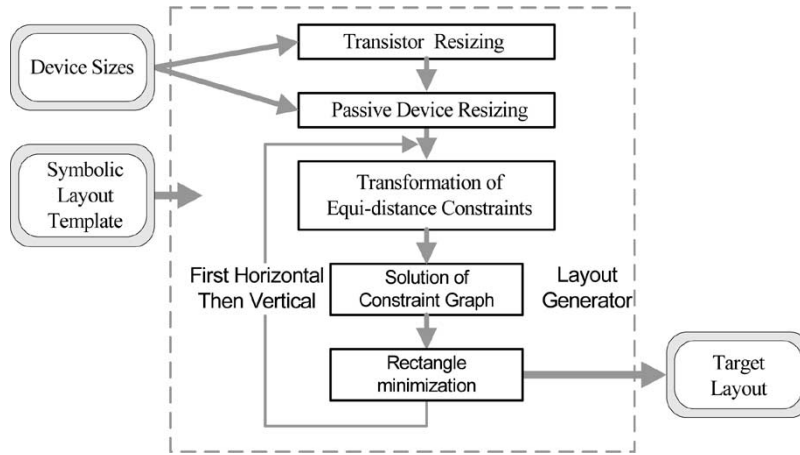 Device Sizes
Transistor Resizing
Passive Device Resizing
Symbolic
Layout
Template
Transformation of
Equi-distance Constraints
First Horizontal
Then Vertical
Solution of
Constraint Graph
Layout
Generator
Rectangle
minimization
Target
Layout